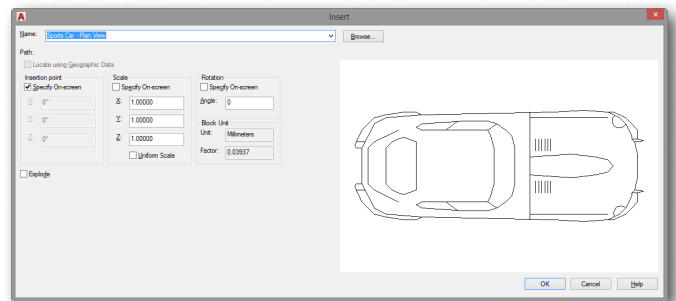 A
Insert
Name: Sports Car - Plan View
Browse...
Path:
Locate using Geographic Data
Insertion point
Specify On-screen
X: 0"
Y: 0"
Z: 0"
Scale
Specify On-screen
X: 1.00000
Y: 1.00000
Z: 1.00000
Uniform Scale
Rotation
Specify On-screen
Angle: 0
Block Unit
Unit: Millimeters
Factor: 0.03937
Explode
OK
Cancel
Help